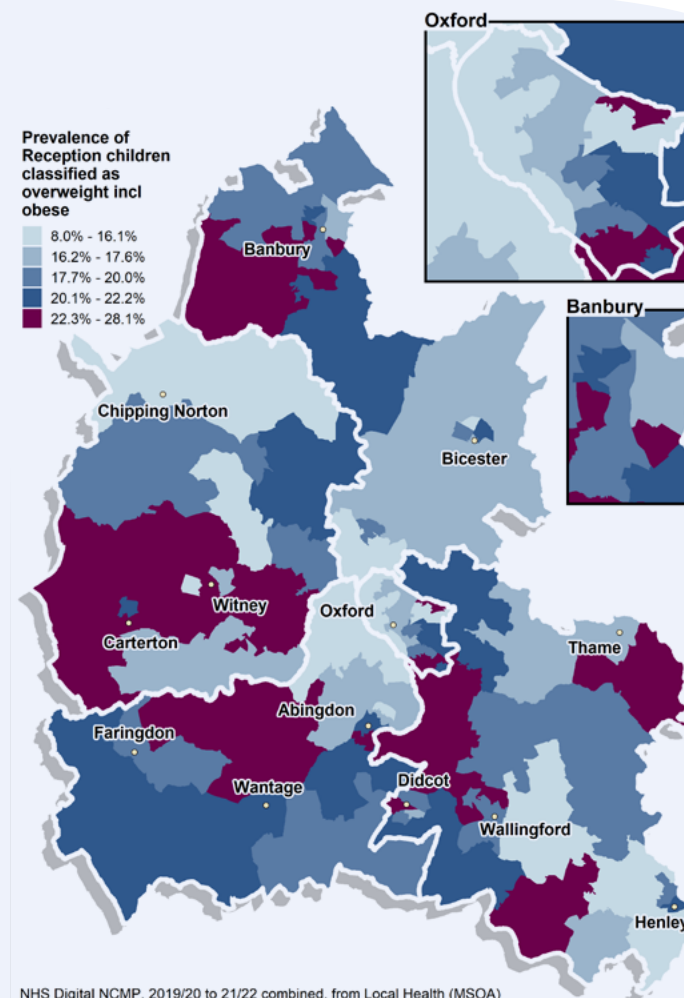 Oxford
Prevalence of
Reception children
classified as
overweight incl
obese
8.0% - 16.1%
16.2% - 17.6%
17.7% - 20.0%
20.1% - 22.2%
22.3% - 28.1%
Banbury
Banbury
Chipping Norton
Bicester
Witney
Oxford
Carterton
Thame
Abingdon
Faringdon
Didcot
Wantage
Wallingford
Henley
NHS Digital NCMP, 2019/20 to 21/22 combined, from Local Health (MSOA)